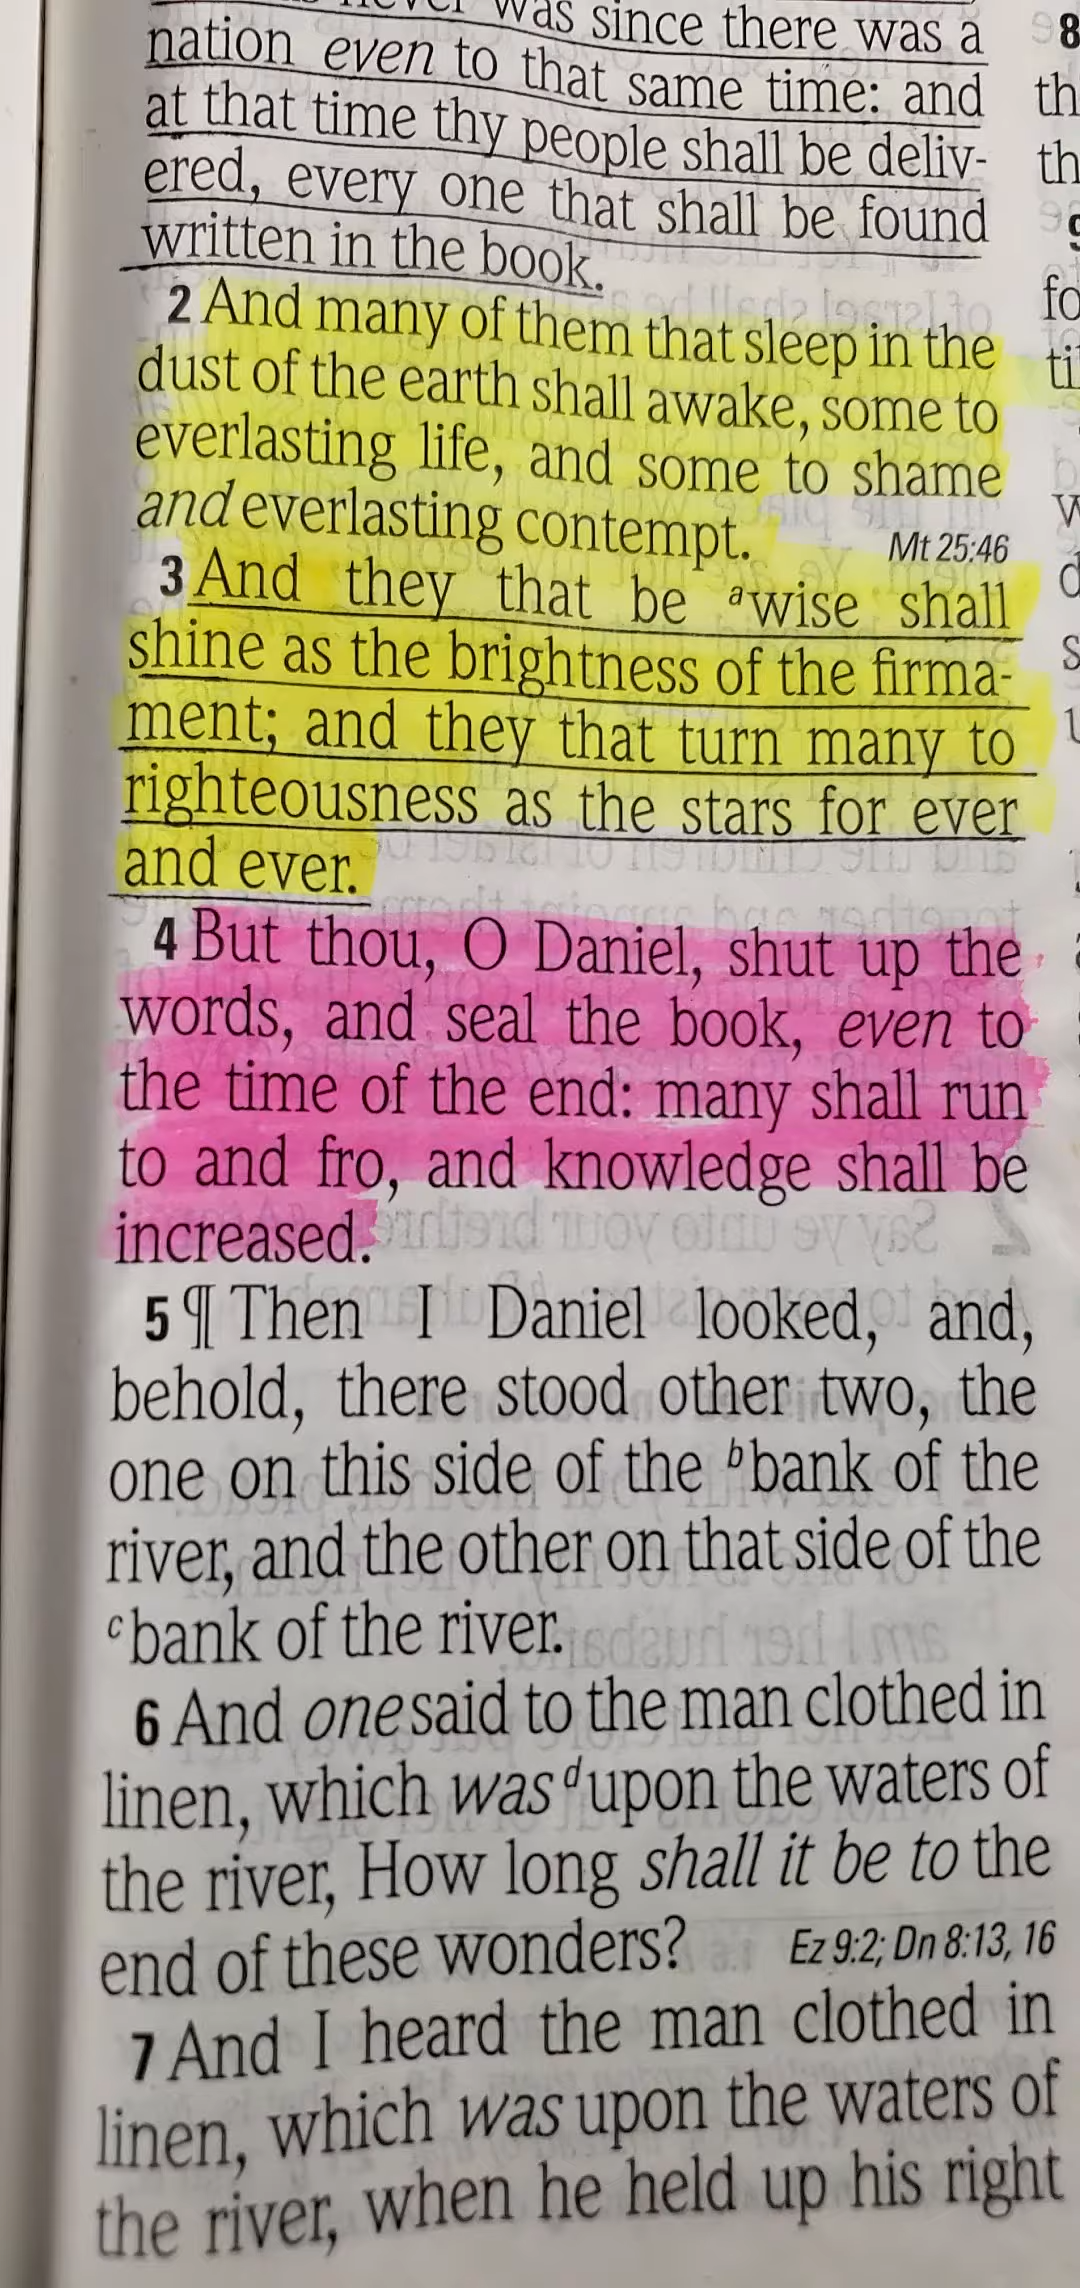 was since there was a
nation even to that same time: and
at that time thy people shall be deliv-
ered, every one that shall be found
written in the book.
2 And many of them that sleep in the
dust of the earth shall awake, some to
everlasting life, and some to shame
and everlasting contempt. Mt 25:46
3 And they that be a wise shall
shine as the brightness of the firma-
ment; and they that turn many to
righteousness as the stars for ever
and ever.
4 But thou, O Daniel, shut up the
words, and seal the book, even to
the time of the end: many shall run
to and fro, and knowledge shall be
increased.
5 ¶ Then I Daniel looked, and,
behold, there stood other two, the
one on this side of the b bank of the
river, and the other on that side of the
c bank of the river.
6 And one said to the man clothed in
linen, which was d upon the waters of
the river, How long shall it be to the
end of these wonders? Ez 9:2; Dn 8:13, 16
7 And I heard the man clothed in
linen, which was upon the waters of
the river, when he held up his right